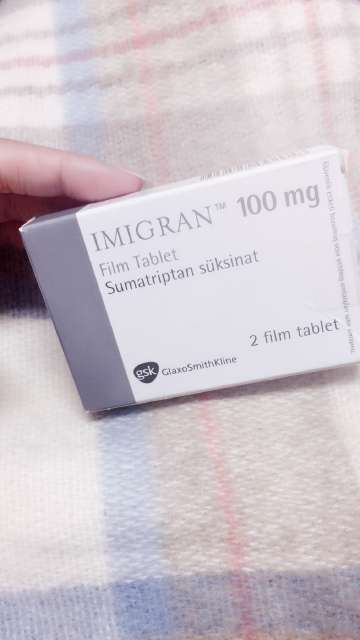 IMIGRAN™ 100 mg
Film Tablet
Sumatriptan süksinat
2 film tablet
gsk GlaxoSmithKline